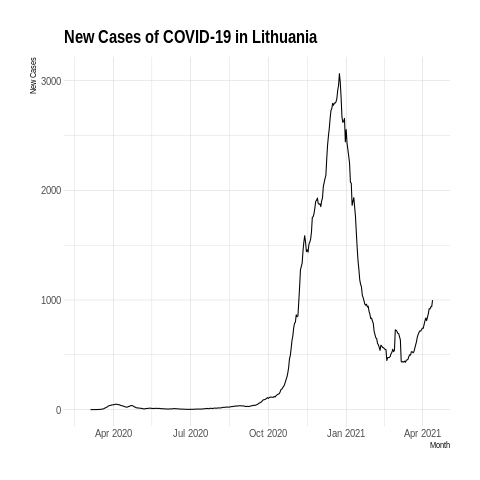 New Cases of COVID-19 in Lithuania
New Cases
3000
2000
1000
0
Apr 2020 Jul 2020 Oct 2020 Jan 2021 Apr 2021
Month